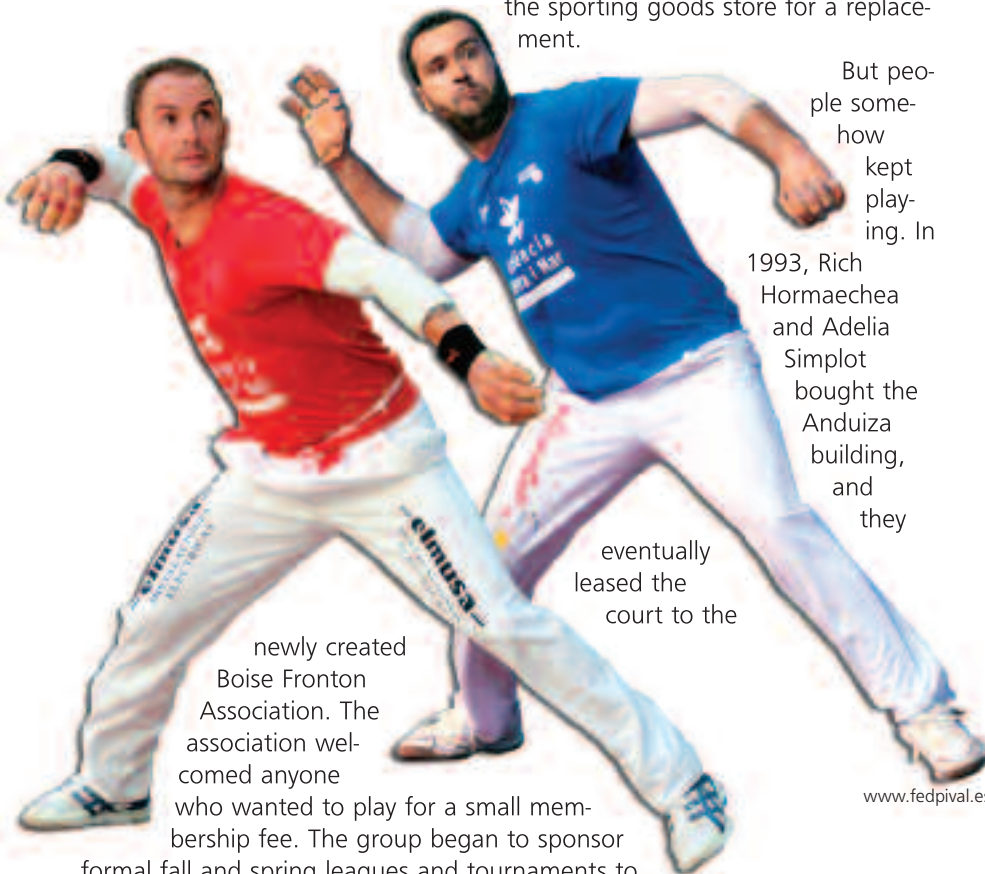 the sporting goods store for a replace-
ment.
But peo-
ple some-
how
kept
play-
ing. In
1993, Rich
Hormaechea
and Adelia
Simplot
bought the
Anduiza
building,
and
they
eventually
leased the
court to the
newly created
Boise Fronton
Association. The
association wel-
comed anyone
who wanted to play for a small mem-
bership fee. The group began to sponsor
formal fall and spring leagues and tournaments to
www.fedpival.es
elmusa
elmusa